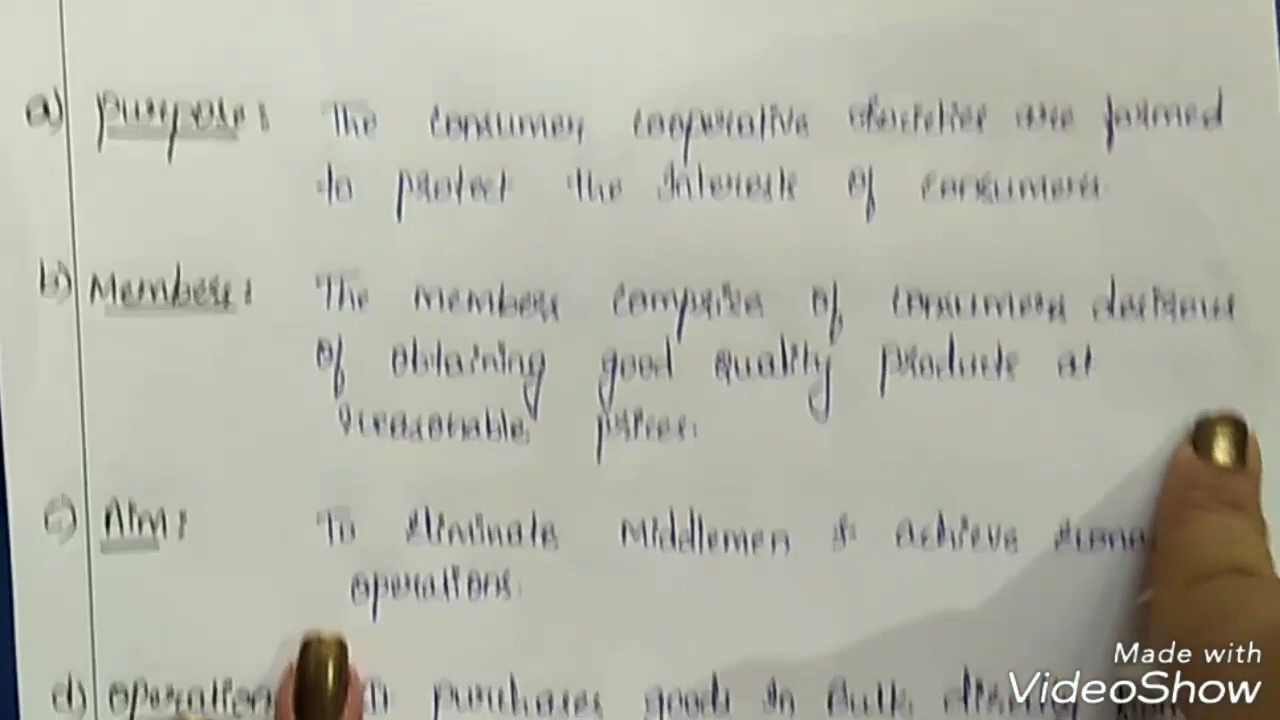 a) Purpose: The consumer cooperative societies are formed
to protect the interests of consumers.
b) Members: The members comprise of consumers desirous
of obtaining good quality products at
reasonable prices.
c) Aim: To eliminate middlemen & achieve
operations.
d) Operation It purchases goods in bulk
Made with
VideoShow